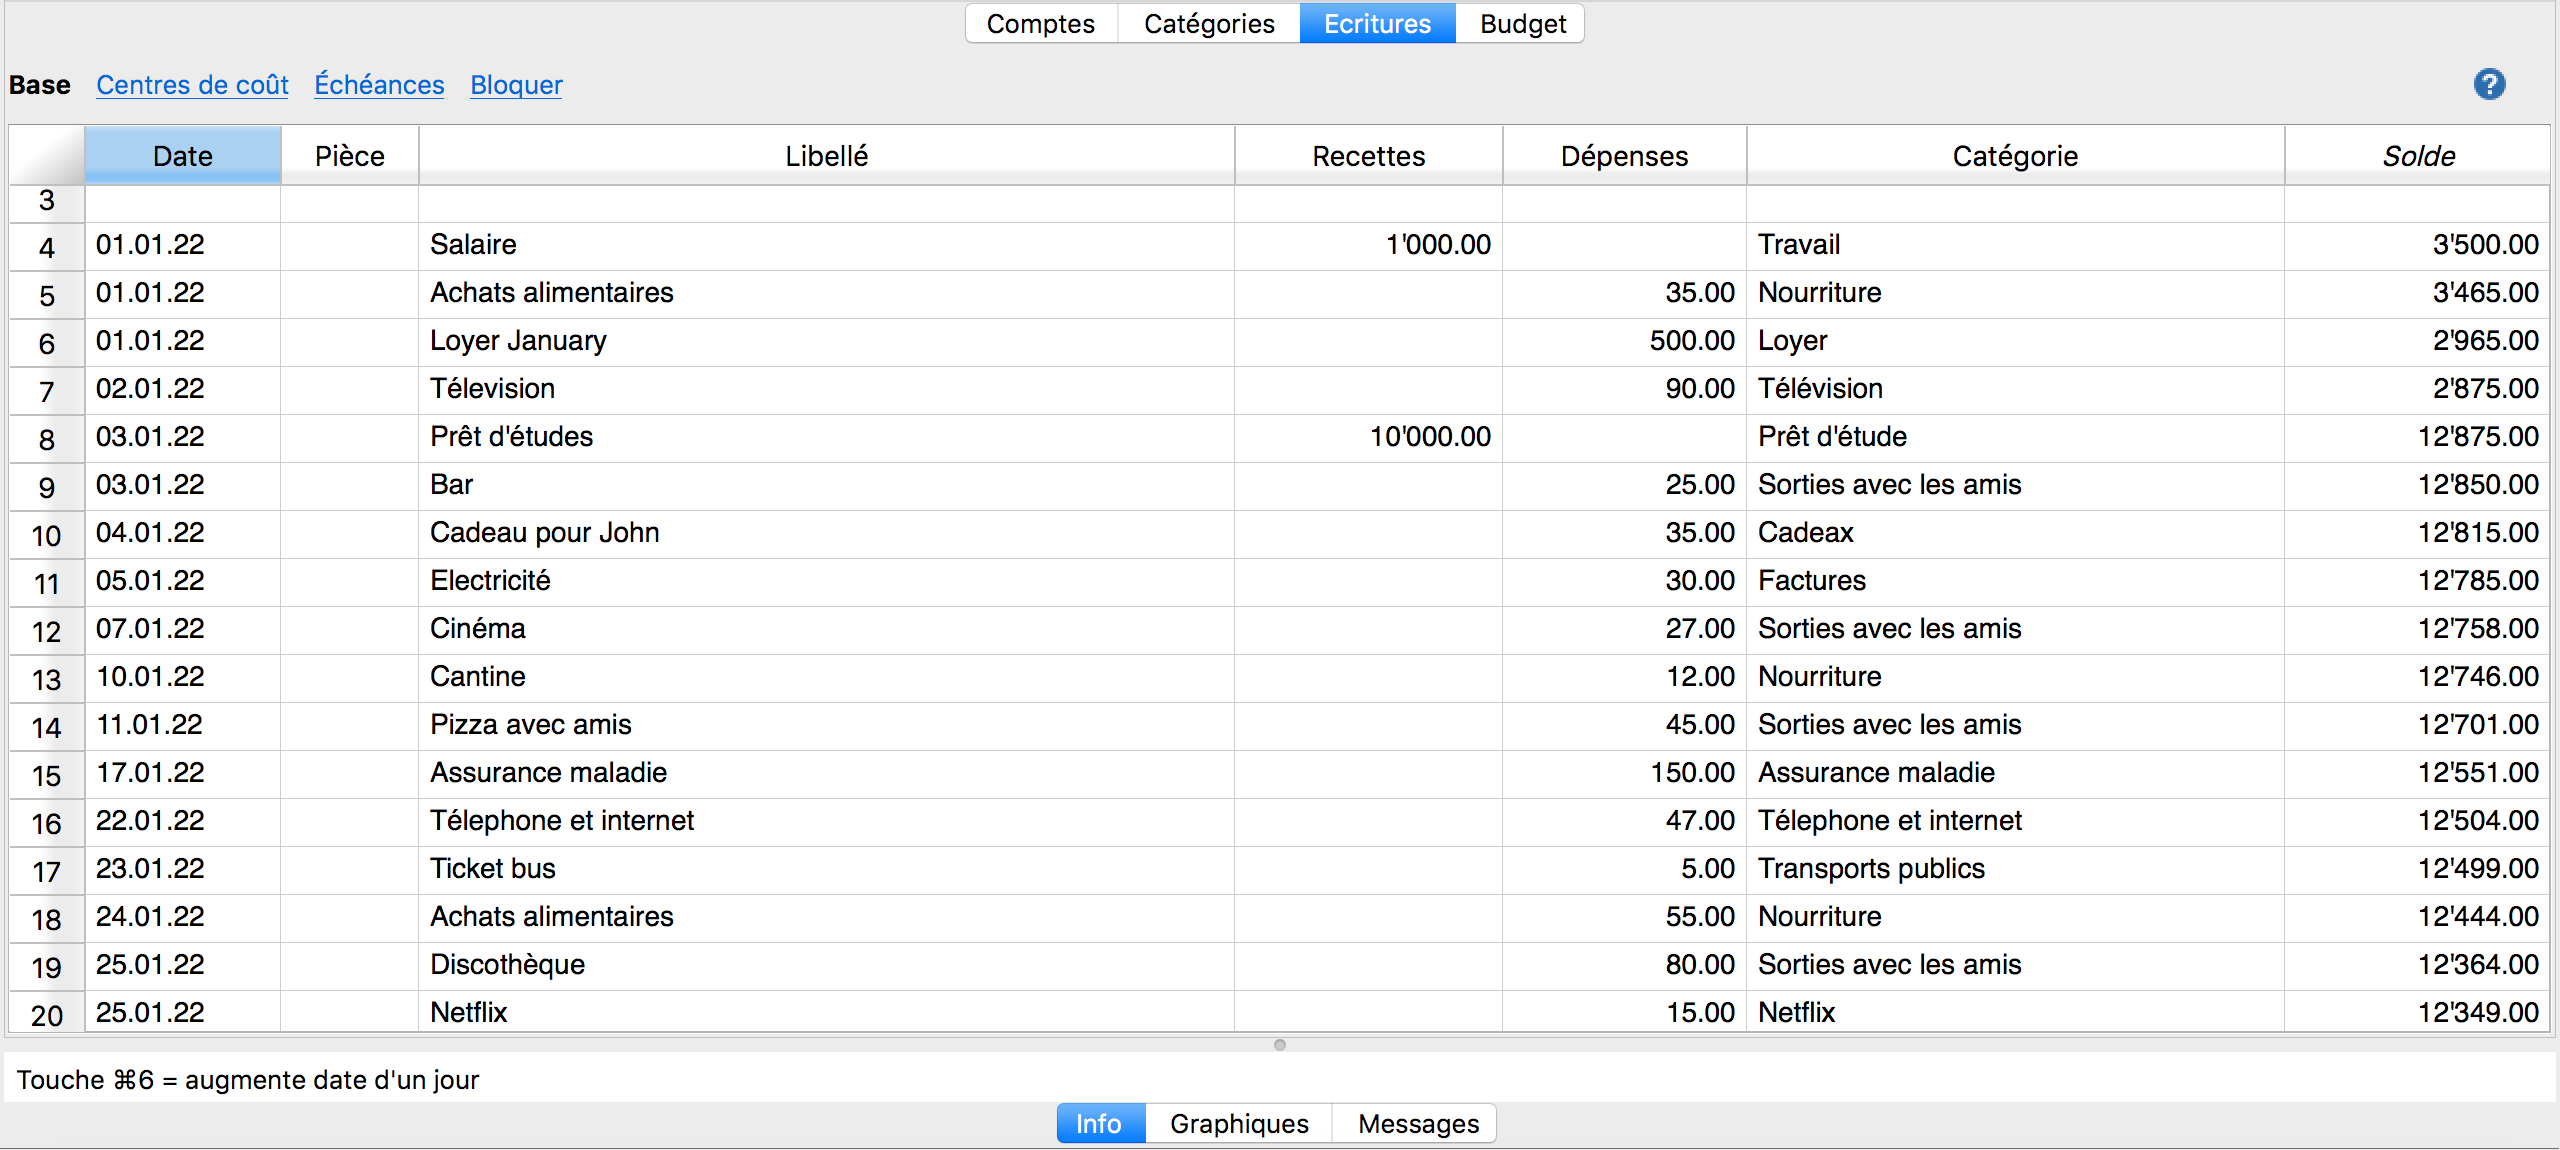 Comptes Catégories Ecritures Budget
Base Centres de coût Échéances Bloquer ?
Date Pièce Libellé Recettes Dépenses Catégorie Solde
3
4 01.01.22 Salaire 1'000.00 Travail 3'500.00
5 01.01.22 Achats alimentaires 35.00 Nourriture 3'465.00
6 01.01.22 Loyer January 500.00 Loyer 2'965.00
7 02.01.22 Télevision 90.00 Télévision 2'875.00
8 03.01.22 Prêt d'études 10'000.00 Prêt d'étude 12'875.00
9 03.01.22 Bar 25.00 Sorties avec les amis 12'850.00
10 04.01.22 Cadeau pour John 35.00 Cadeax 12'815.00
11 05.01.22 Electricité 30.00 Factures 12'785.00
12 07.01.22 Cinéma 27.00 Sorties avec les amis 12'758.00
13 10.01.22 Cantine 12.00 Nourriture 12'746.00
14 11.01.22 Pizza avec amis 45.00 Sorties avec les amis 12'701.00
15 17.01.22 Assurance maladie 150.00 Assurance maladie 12'551.00
16 22.01.22 Télephone et internet 47.00 Télephone et internet 12'504.00
17 23.01.22 Ticket bus 5.00 Transports publics 12'499.00
18 24.01.22 Achats alimentaires 55.00 Nourriture 12'444.00
19 25.01.22 Discothèque 80.00 Sorties avec les amis 12'364.00
20 25.01.22 Netflix 15.00 Netflix 12'349.00
Touche ⌘6 = augmente date d'un jour
Info Graphiques Messages